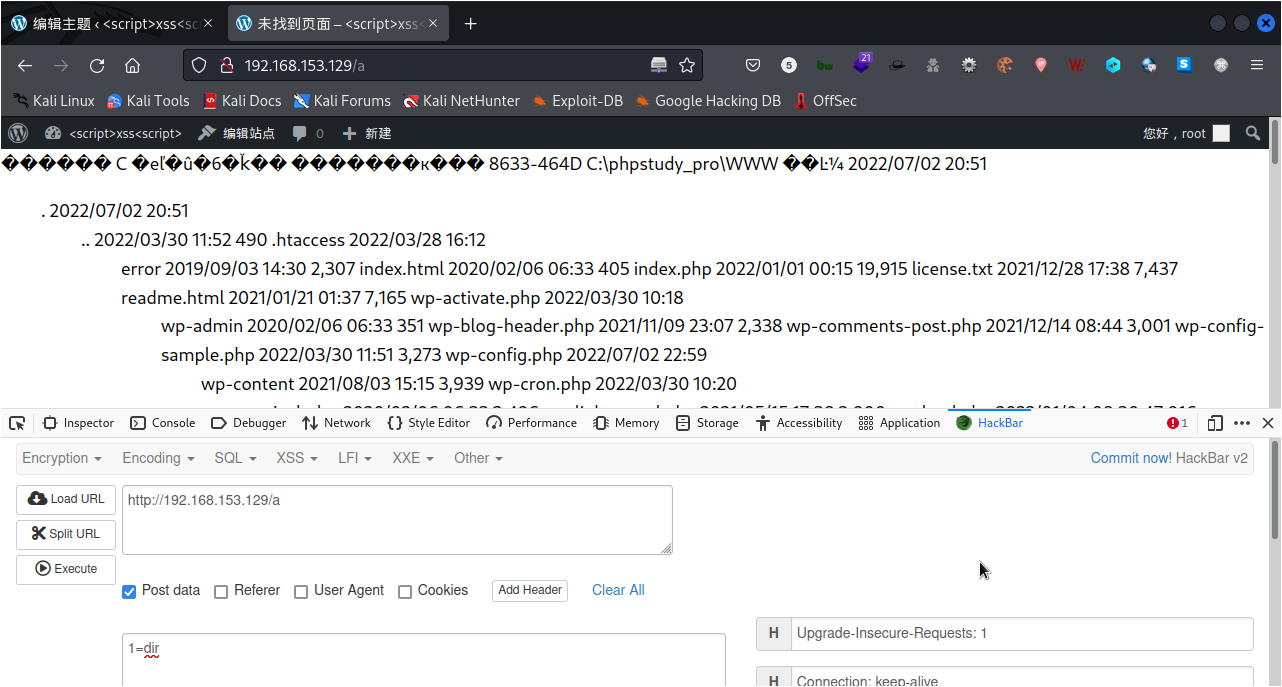 编辑主题 ‹ <script>xss<sc
未找到页面 – <script>xss<
192.168.153.129/a
5
21
Kali Linux Kali Tools Kali Docs Kali Forums Kali NetHunter Exploit-DB Google Hacking DB OffSec
<script>xss<script> 编辑站点 0 新建 您好，root
������ C �eľ�û�б�ǩ�� �������к��� 8633-464D C:\phpstudy_pro\WWW ��Ŀ¼ 2022/07/02 20:51
. 2022/07/02 20:51
.. 2022/03/30 11:52 490 .htaccess 2022/03/28 16:12
error 2019/09/03 14:30 2,307 index.html 2020/02/06 06:33 405 index.php 2022/01/01 00:15 19,915 license.txt 2021/12/28 17:38 7,437
readme.html 2021/01/21 01:37 7,165 wp-activate.php 2022/03/30 10:18
wp-admin 2020/02/06 06:33 351 wp-blog-header.php 2021/11/09 23:07 2,338 wp-comments-post.php 2021/12/14 08:44 3,001 wp-config-
sample.php 2022/03/30 11:51 3,273 wp-config.php 2022/07/02 22:59
wp-content 2021/08/03 15:15 3,939 wp-cron.php 2022/03/30 10:20
Inspector Console Debugger Network Style Editor Performance Memory Storage Accessibility Application HackBar 1
Encryption Encoding SQL XSS LFI XXE Other Commit now! HackBar v2
Load URL http://192.168.153.129/a
Split URL
Execute
Post data Referer User Agent Cookies Add Header Clear All
H Upgrade-Insecure-Requests: 1
1=dir
H Connection: keep-alive